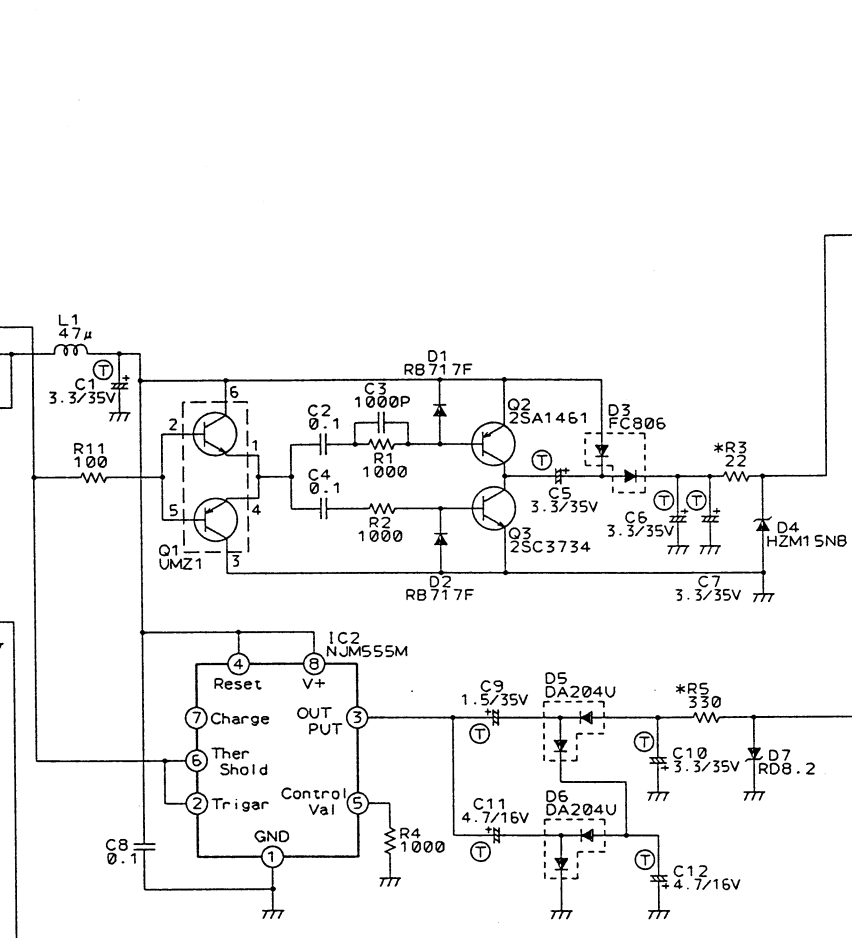 L1
47μ
T
C1
3.3/35V
6
2
1
R11
100
5
4
3
Q1
UMZ1
D1
RB717F
C3
1000P
C2
0.1
R1
1000
C4
0.1
R2
1000
Q2
2SA1461
D3
FC806
T
C5
3.3/35V
*R3
22
T
T
C6
3.3/35V
D4
HZM15NB
Q3
2SC3734
D2
RB717F
C7
3.3/35V
IC2
NJM555M
4
8
Reset
V+
7
Charge
OUT
PUT
3
6
Ther
Shold
2
Trigar
Control
Val
5
GND
1
R4
1000
C8
0.1
C9
1.5/35V
T
D5
DA204U
*R5
330
T
C10
3.3/35V
D7
RD8.2
C11
4.7/16V
T
D6
DA204U
T
C12
4.7/16V